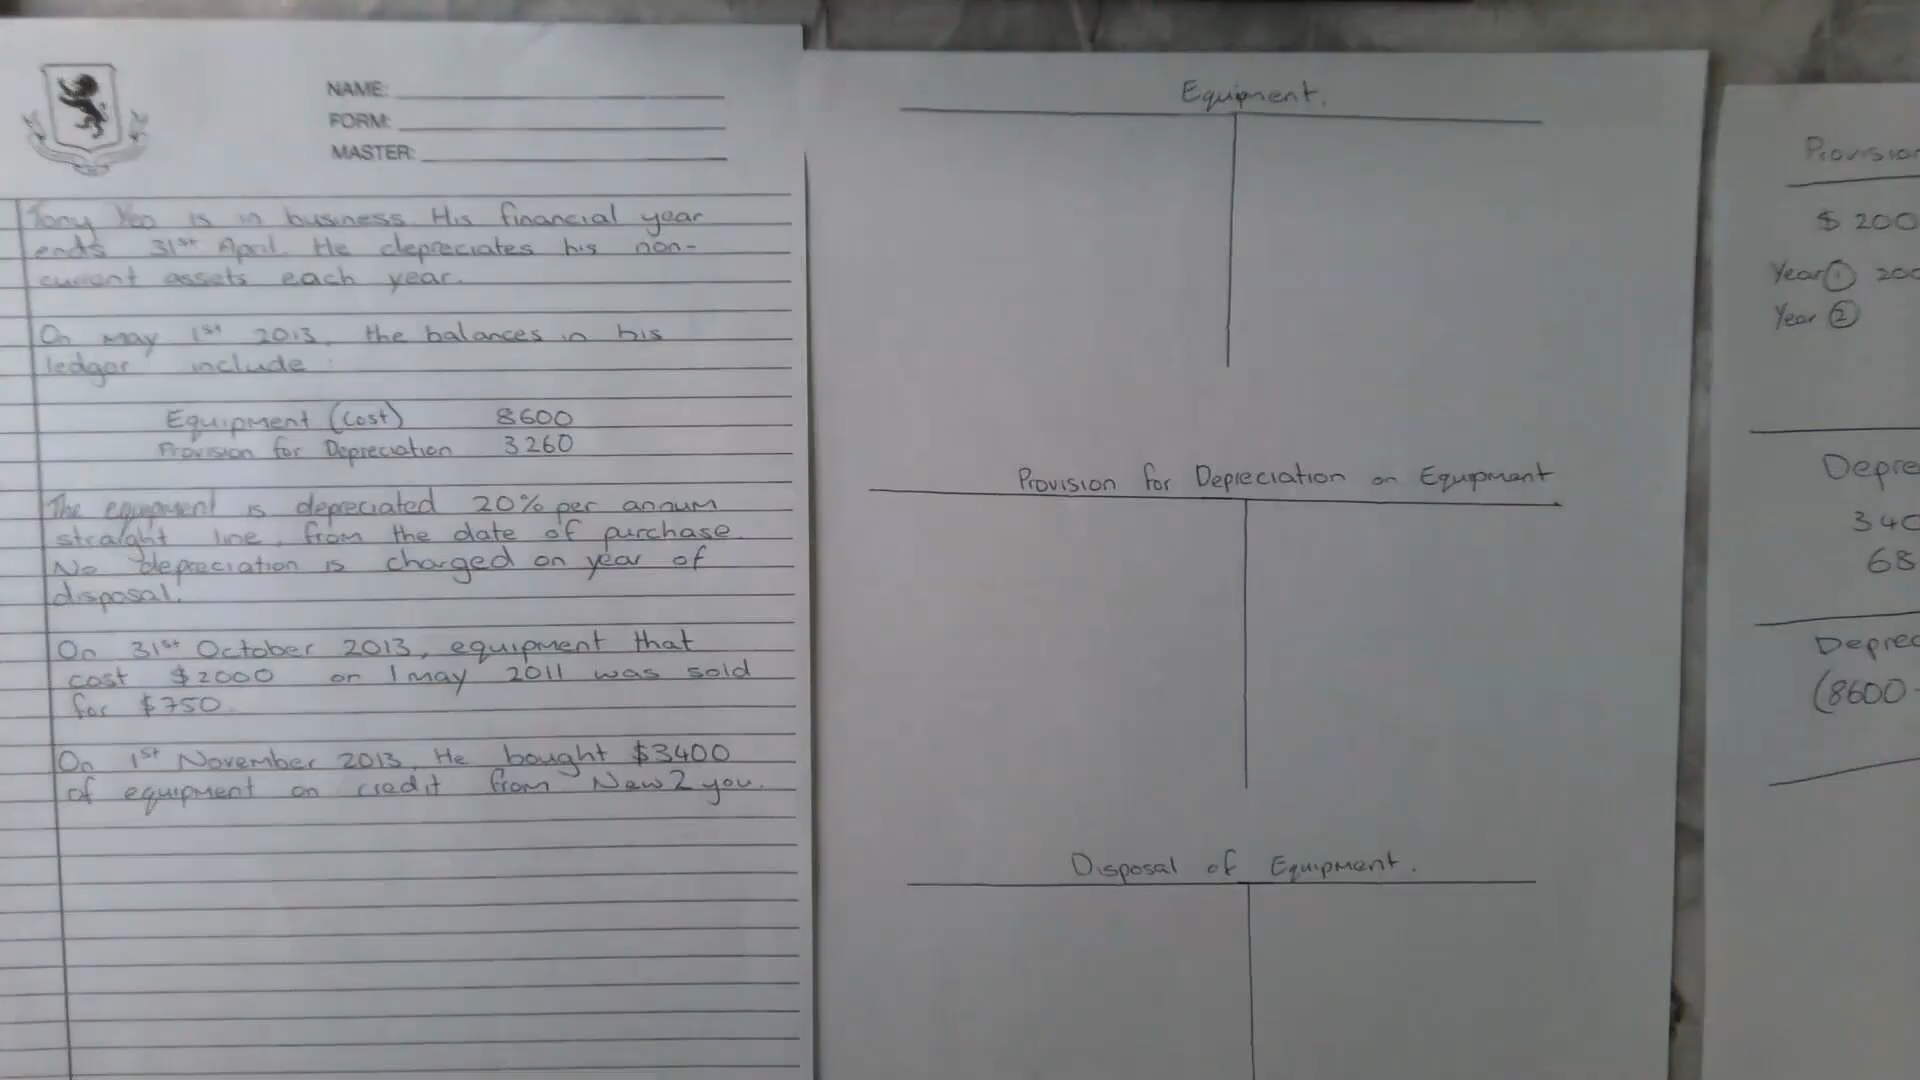 NAME:
FORM:
MASTER:
Tony Yeo is in business. His financial year
ends 31st April. He depreciates his non-
current assets each year.
On may 1st 2013, the balances in his
ledger include :
Equipment (cost) 8600
Provision for Depreciation 3260
The equipment is depreciated 20% per annum
straight line, from the date of purchase.
No depreciation is charged on year of
disposal.
On 31st October 2013, equipment that
cost $2000 on 1 may 2011 was sold
for $750.
On 1st November 2013, He bought $3400
of equipment on credit from New2you.
Equipment.
Provision for Depreciation on Equipment
Disposal of Equipment.
Provision
$ 200
Year ① 200
Year ②
Depre
340
68
Deprec
(8600 -